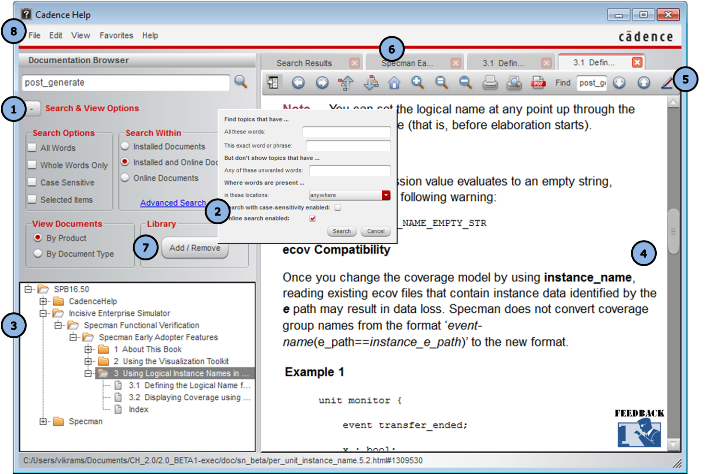 Cadence Help
8
File Edit View Favorites Help
cādence
Documentation Browser
6
Search Results
Specman Ea...
3.1 Defin...
3.1 Defin...
post_generate
Find
post_g
5
1
- Search & View Options
Search Options
All Words
Whole Words Only
Case Sensitive
Selected Items
Search Within
Installed Documents
Installed and Online Doc
Online Documents
Advanced Search
2
Find topics that have ...
All these words:
This exact word or phrase:
But don't show topics that have ...
Any of these unwanted words:
Where words are present ...
in these locations:
anywhere
earch with case-sensitivity enabled:
nline search enabled:
Search
Cancel
View Documents
By Product
By Document Type
Library
7
Add / Remove
3
SPB16.50
CadenceHelp
Incisive Enterprise Simulator
Specman Functional Verification
Specman Early Adopter Features
1 About This Book
2 Using the Visualization Toolkit
3 Using Logical Instance Names in ...
3.1 Defining the Logical Name f...
3.2 Displaying Coverage using ...
Index
Specman
Note You can set the logical name at any point up through the
e (that is, before elaboration starts).
ssion value evaluates to an empty string,
following warning:
_NAME_EMPTY_STR
4
ecov Compatibility
Once you change the coverage model by using instance_name,
reading existing ecov files that contain instance data identified by the
e path may result in data loss. Specman does not convert coverage
group names from the format 'event-
name(e_path==instance_e_path)' to the new format.
Example 1
unit monitor {
event transfer_ended;
x : bool;
FEEDBACK
C:/Users/vikrams/Documents/CH_2.0/2.0_BETA1-exec/doc/sn_beta/per_unit_instance_name.5.2.html#1309530